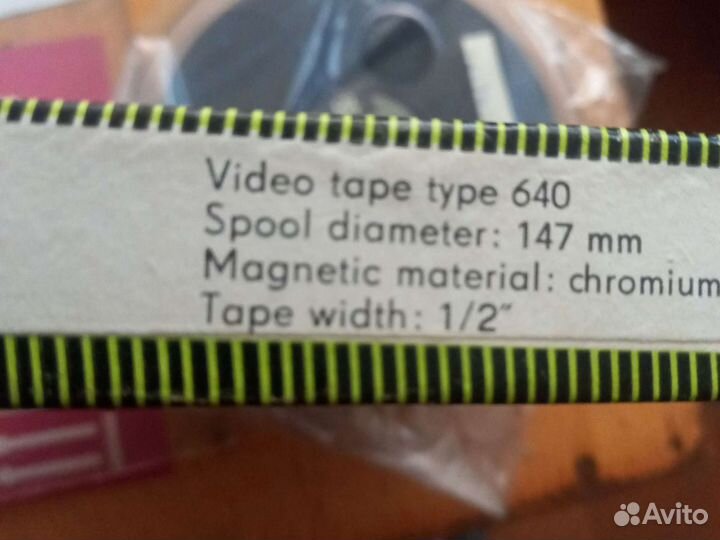 Video tape type 640
Spool diameter: 147 mm
Magnetic material: chromium
Tape width: 1/2"
Avito